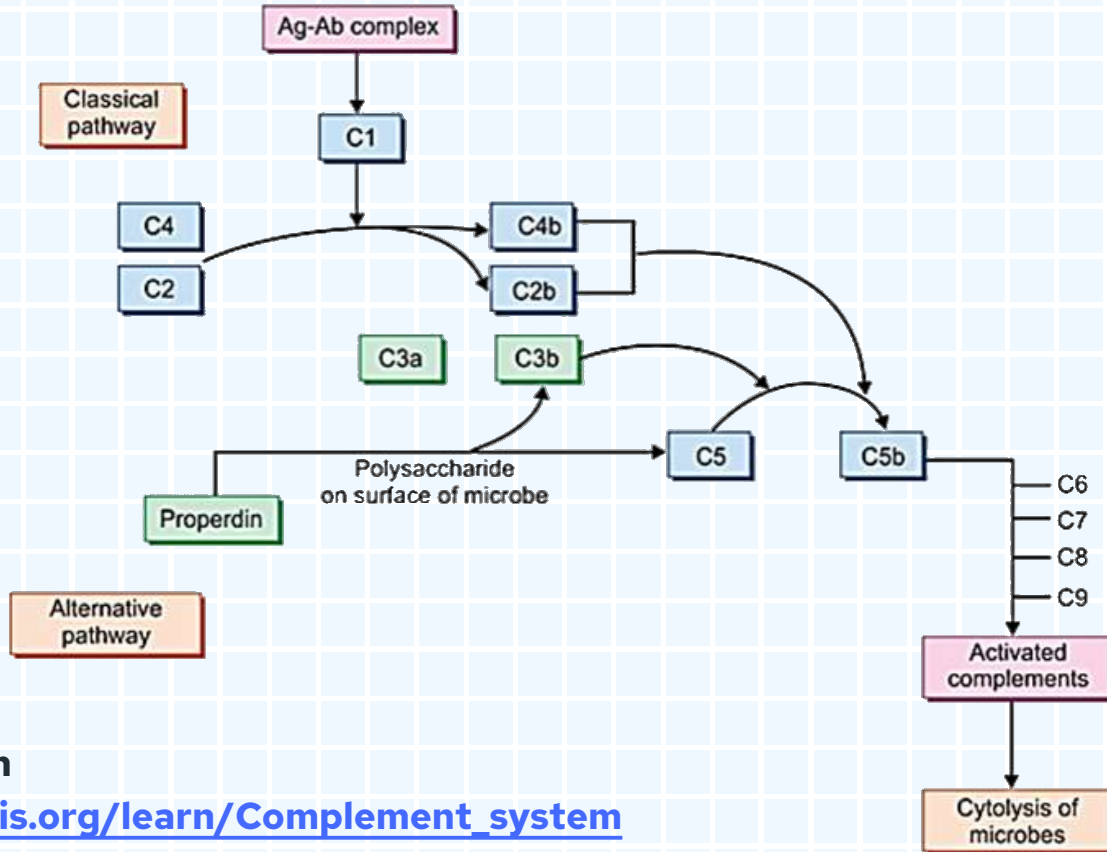 Ag-Ab complex
Classical
pathway
C1
C4
C4b
C2
C2b
C3a
C3b
C5
C5b
Polysaccharide
on surface of microbe
Properdin
C6
C7
C8
C9
Alternative
pathway
Activated
complements
is.org/learn/Complement_system
Cytolysis of
microbes